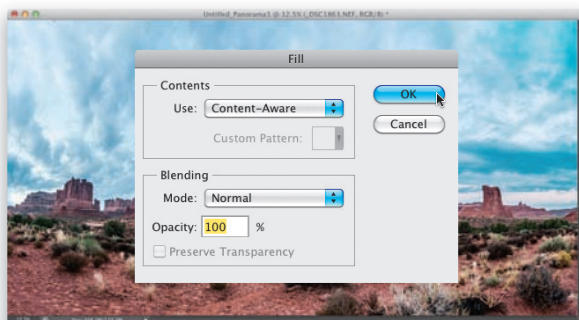 Untitled_Panorama1 @ 12.5% (_DSC1863.NEF, RGB/8) *
Fill
Contents
Use: Content-Aware
Custom Pattern:
OK
Cancel
Blending
Mode: Normal
Opacity: 100 %
Preserve Transparency